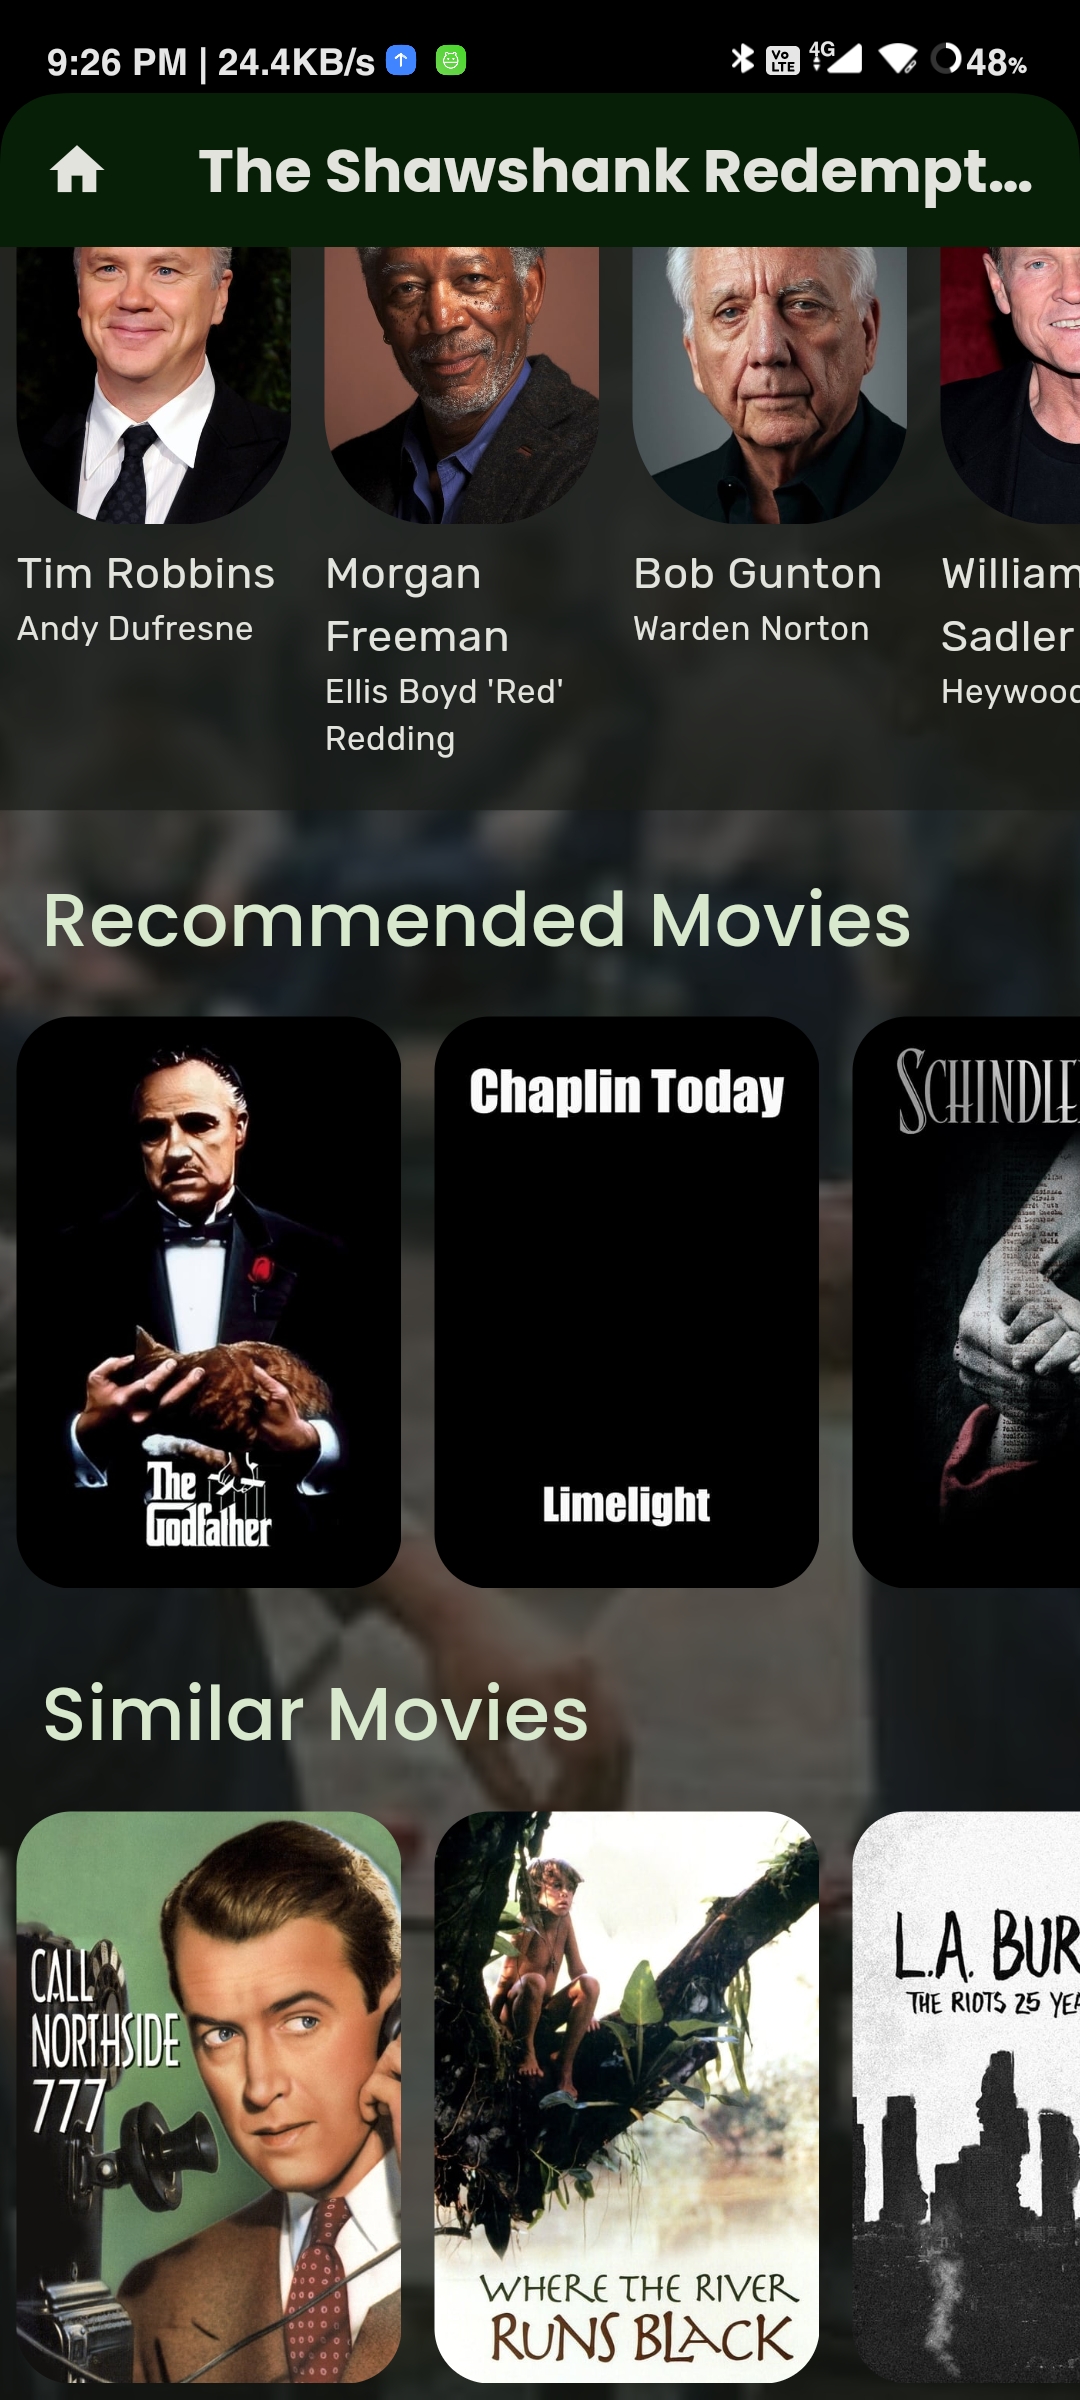 9:26 PM | 24.4KB/s
Vo LTE 4G 48%
The Shawshank Redempt...
Tim Robbins
Andy Dufresne
Morgan
Freeman
Ellis Boyd 'Red'
Redding
Bob Gunton
Warden Norton
William
Sadler
Heywood
Recommended Movies
The
Godfather
Chaplin Today
Limelight
SCHINDLE
Similar Movies
CALL
NORTHSIDE
777
WHERE THE RIVER
RUNS BLACK
L.A. BUR
THE RIOTS 25 YEA